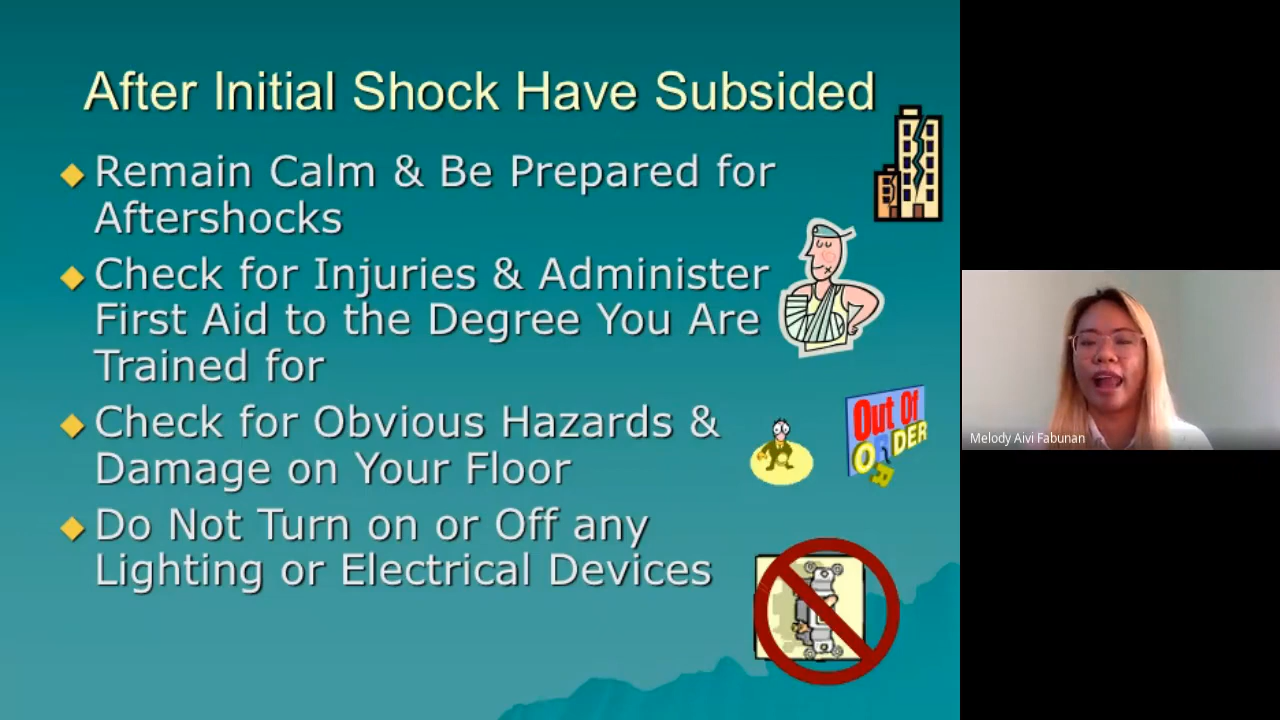 After Initial Shock Have Subsided
Remain Calm & Be Prepared for
Aftershocks
Check for Injuries & Administer
First Aid to the Degree You Are
Trained for
Check for Obvious Hazards &
Damage on Your Floor
Do Not Turn on or Off any
Lighting or Electrical Devices
Out Of
ORDER
Melody Aivi Fabunan